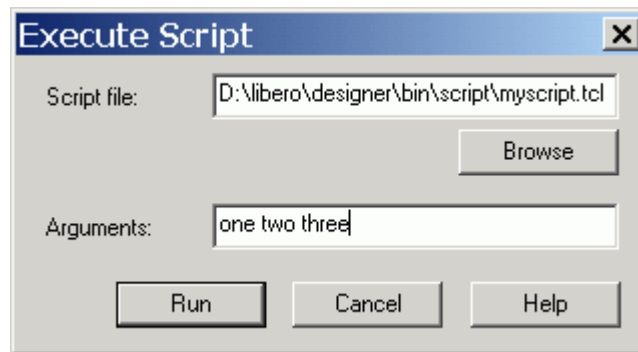 Execute Script
Script file: D:\libero\designer\bin\script\myscript.tcl
Browse
Arguments: one two three
Run Cancel Help